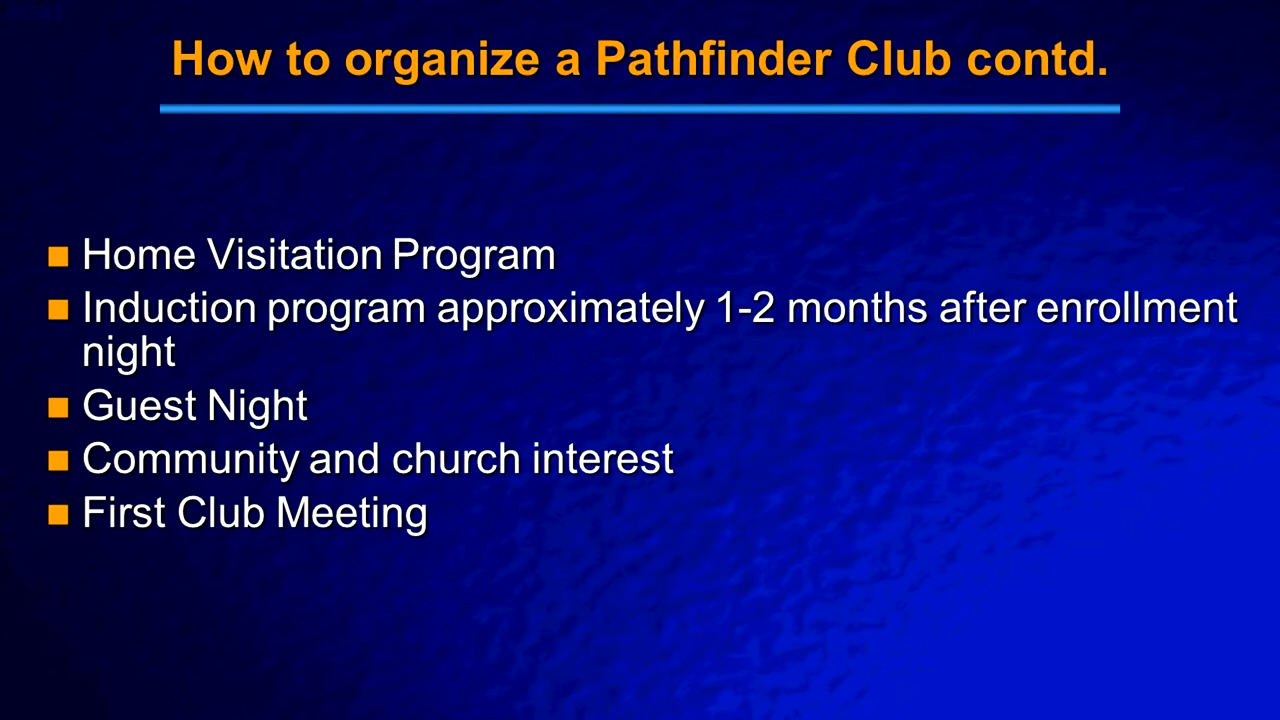 How to organize a Pathfinder Club contd.
Home Visitation Program
Induction program approximately 1-2 months after enrollment
night
Guest Night
Community and church interest
First Club Meeting